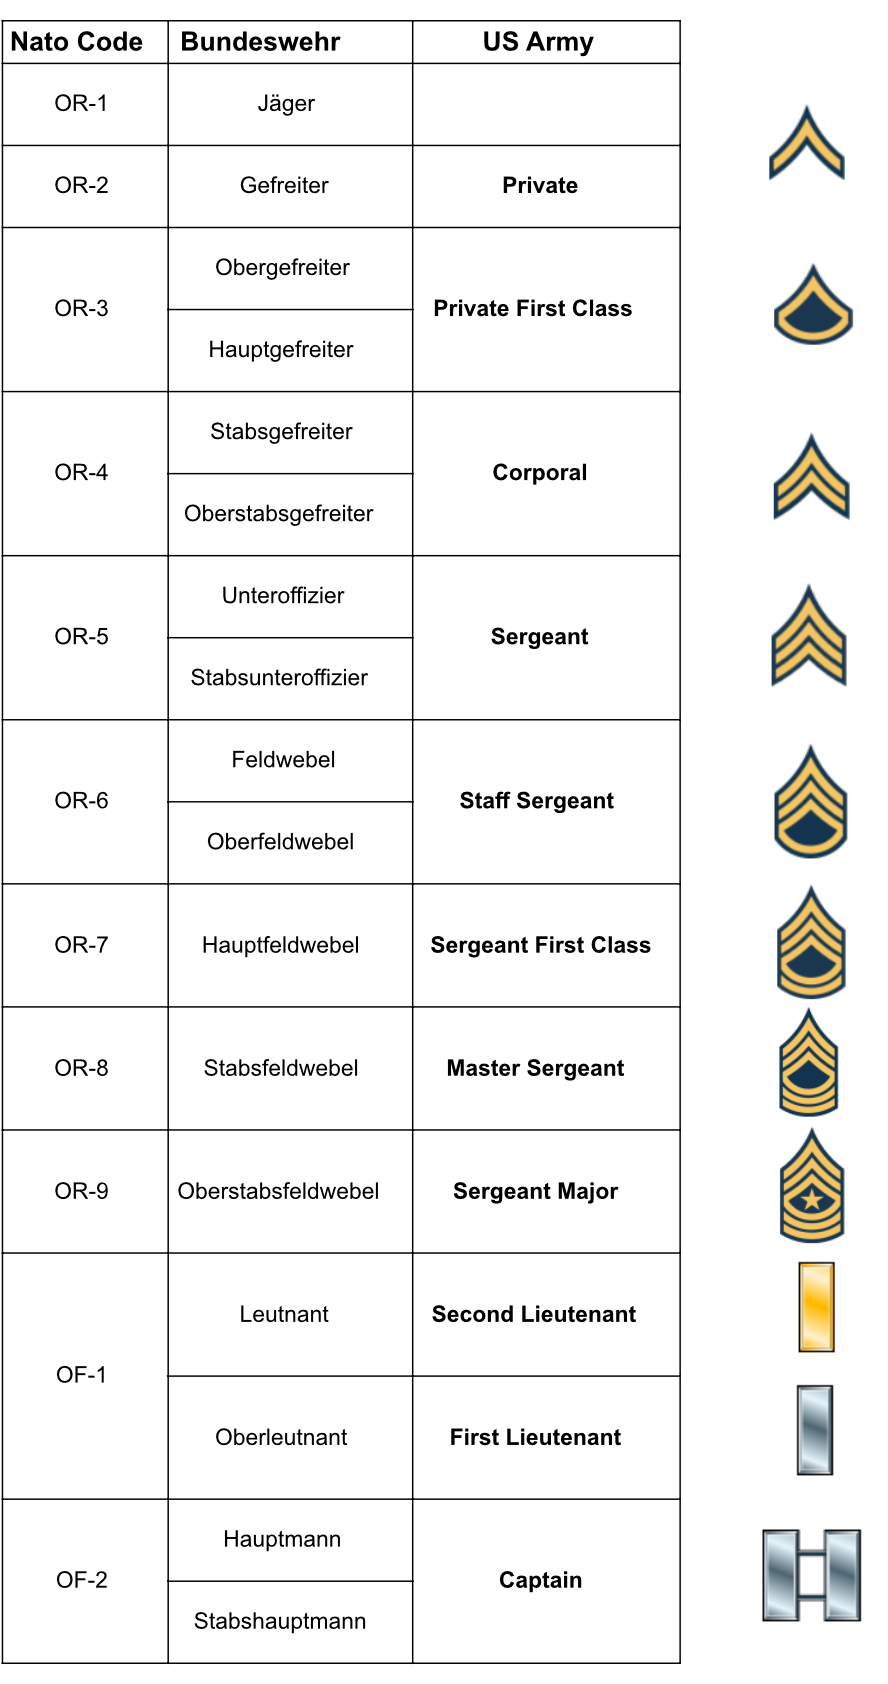 Nato Code Bundeswehr US Army
OR-1 Jäger
OR-2 Gefreiter Private
OR-3 Obergefreiter Private First Class
Hauptgefreiter
OR-4 Stabsgefreiter Corporal
Oberstabsgefreiter
OR-5 Unteroffizier Sergeant
Stabsunteroffizier
OR-6 Feldwebel Staff Sergeant
Oberfeldwebel
OR-7 Hauptfeldwebel Sergeant First Class
OR-8 Stabsfeldwebel Master Sergeant
OR-9 Oberstabsfeldwebel Sergeant Major
OF-1 Leutnant Second Lieutenant
Oberleutnant First Lieutenant
OF-2 Hauptmann Captain
Stabshauptmann